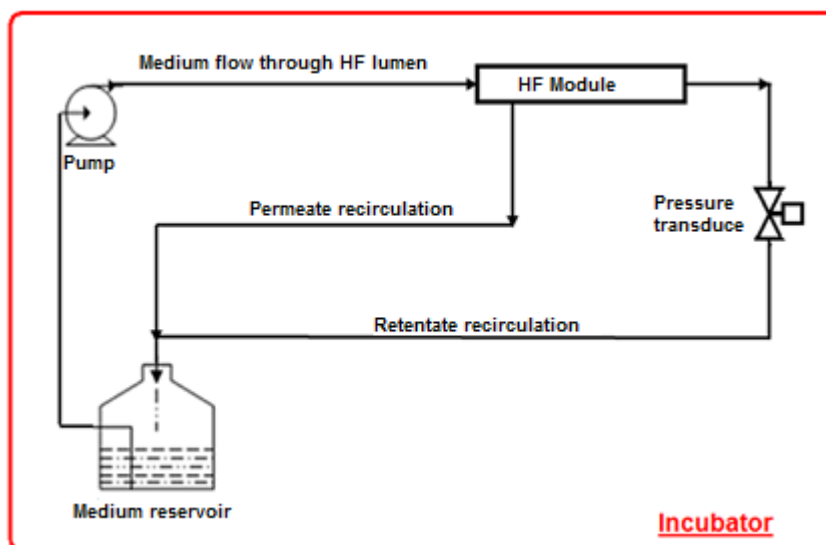 Medium flow through HF lumen
HF Module
Pump
Permeate recirculation
Pressure
transduce
Retentate recirculation
Medium reservoir
Incubator